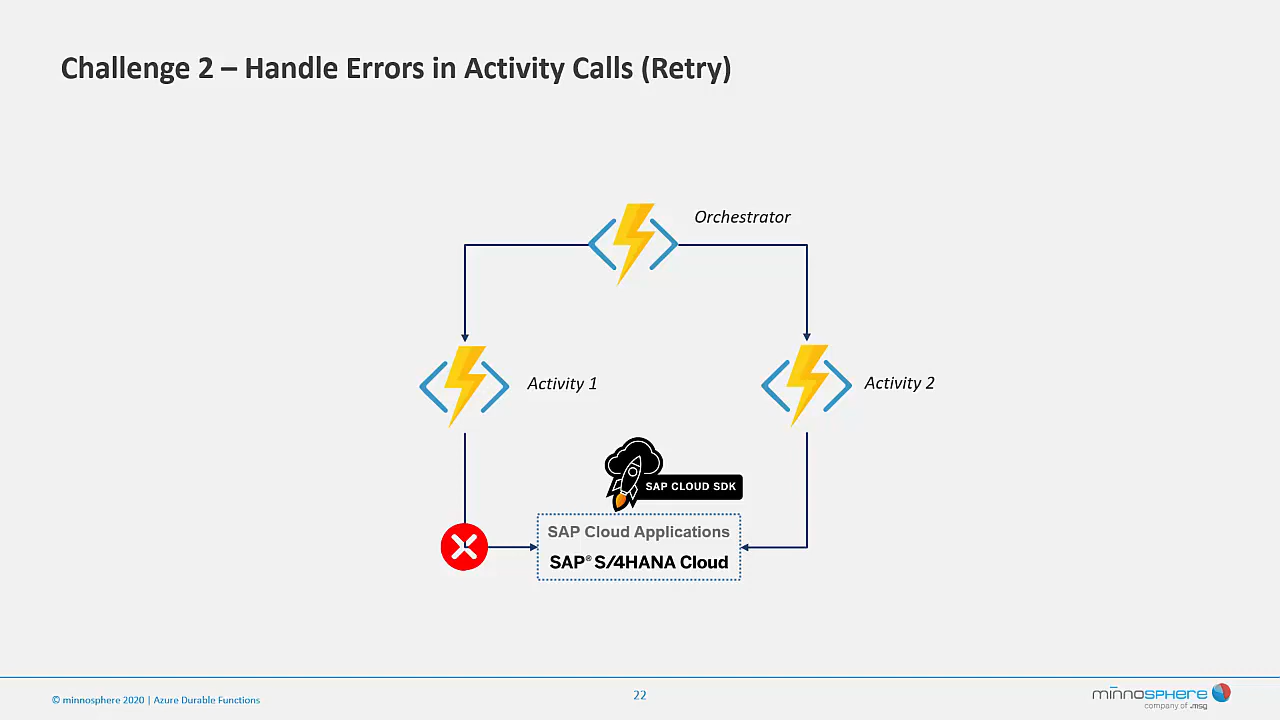 Challenge 2 – Handle Errors in Activity Calls (Retry)
Orchestrator
Activity 1
Activity 2
SAP CLOUD SDK
SAP Cloud Applications
SAP® S/4HANA Cloud
© minnosphere 2020 | Azure Durable Functions
22
minnosphere
company of .msg